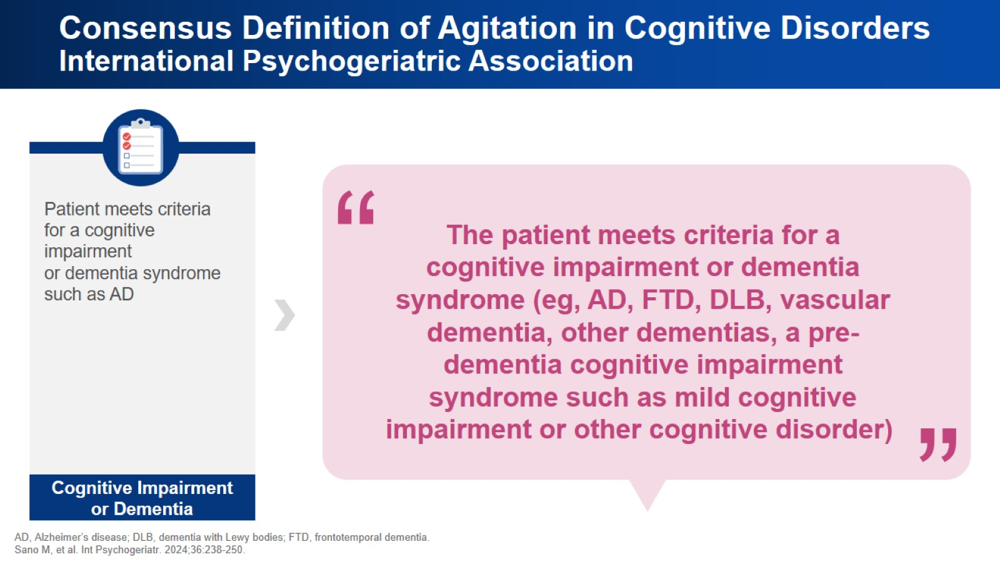 Consensus Definition of Agitation in Cognitive Disorders
International Psychogeriatric Association
Patient meets criteria
for a cognitive
impairment
or dementia syndrome
such as AD
Cognitive Impairment
or Dementia
“
The patient meets criteria for a
cognitive impairment or dementia
syndrome (eg, AD, FTD, DLB, vascular
dementia, other dementias, a pre-
dementia cognitive impairment
syndrome such as mild cognitive
impairment or other cognitive disorder)
”
AD, Alzheimer’s disease; DLB, dementia with Lewy bodies; FTD, frontotemporal dementia.
Sano M, et al. Int Psychogeriatr. 2024;36:238-250.